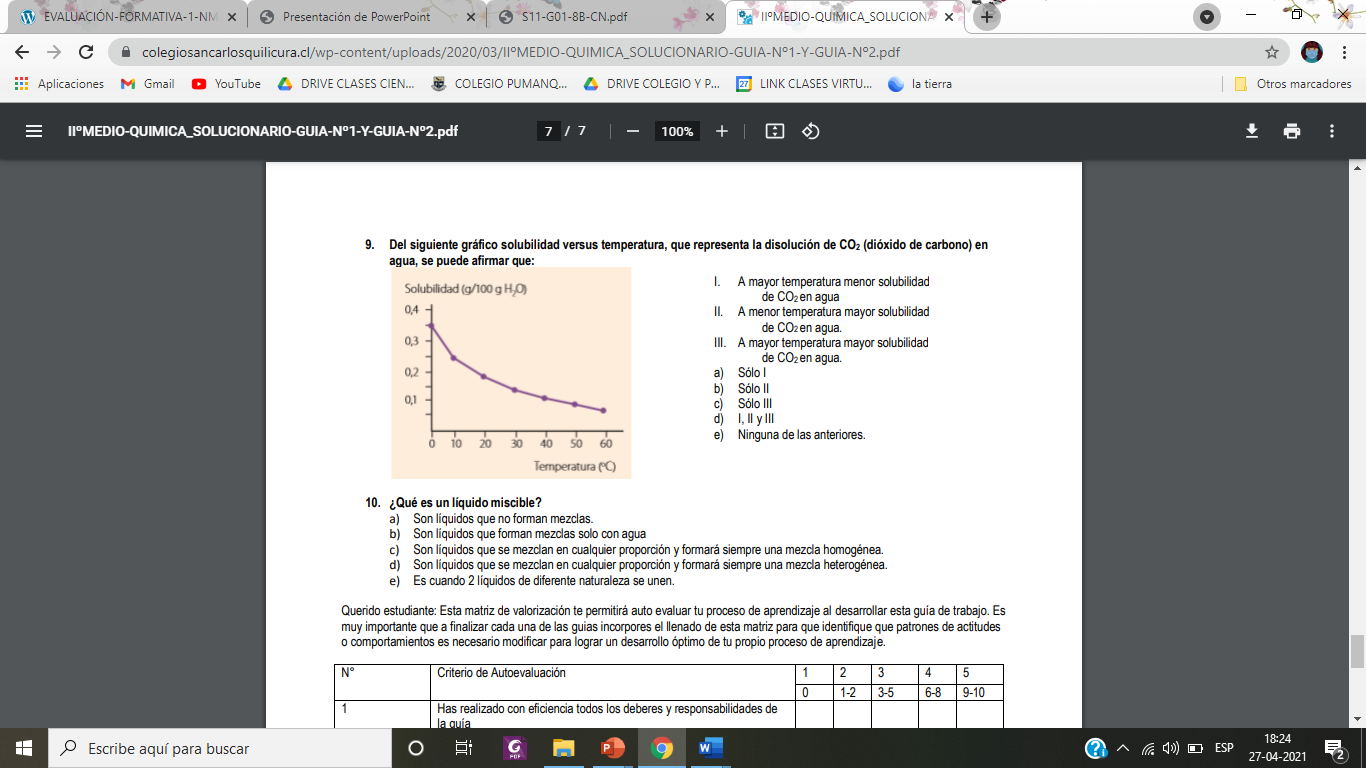 EVALUACIÓN-FORMATIVA-1-NM
Presentación de PowerPoint
S11-G01-8B-CN.pdf
IIºMEDIO-QUIMICA_SOLUCIONA
colegiosancarlosquilicura.cl/wp-content/uploads/2020/03/IIºMEDIO-QUIMICA_SOLUCIONARIO-GUIA-Nº1-Y-GUIA-Nº2.pdf
Aplicaciones Gmail YouTube DRIVE CLASES CIEN... COLEGIO PUMANQ... DRIVE COLEGIO Y P... 27 LINK CLASES VIRTU... la tierra Otros marcadores
IIºMEDIO-QUIMICA_SOLUCIONARIO-GUIA-Nº1-Y-GUIA-Nº2.pdf 7 / 7 100%
9. Del siguiente gráfico solubilidad versus temperatura, que representa la disolución de CO₂ (dióxido de carbono) en
agua, se puede afirmar que:
Solubilidad (g/100 g H₂O)
0,4
0,3
0,2
0,1
0 10 20 30 40 50 60
Temperatura (ºC)
I. A mayor temperatura menor solubilidad
de CO₂ en agua
II. A menor temperatura mayor solubilidad
de CO₂ en agua.
III. A mayor temperatura mayor solubilidad
de CO₂ en agua.
a) Sólo I
b) Sólo II
c) Sólo III
d) I, II y III
e) Ninguna de las anteriores.
10. ¿Qué es un líquido miscible?
a) Son líquidos que no forman mezclas.
b) Son líquidos que forman mezclas solo con agua
c) Son líquidos que se mezclan en cualquier proporción y formará siempre una mezcla homogénea.
d) Son líquidos que se mezclan en cualquier proporción y formará siempre una mezcla heterogénea.
e) Es cuando 2 líquidos de diferente naturaleza se unen.
Querido estudiante: Esta matriz de valorización te permitirá auto evaluar tu proceso de aprendizaje al desarrollar esta guía de trabajo. Es
muy importante que a finalizar cada una de las guias incorpores el llenado de esta matriz para que identifique que patrones de actitudes
o comportamientos es necesario modificar para lograr un desarrollo óptimo de tu propio proceso de aprendizaje.
N° Criterio de Autoevaluación 1 2 3 4 5
0 1-2 3-5 6-8 9-10
1 Has realizado con eficiencia todos los deberes y responsabilidades de
la guía
Escribe aquí para buscar
ESP
18:24
27-04-2021
2